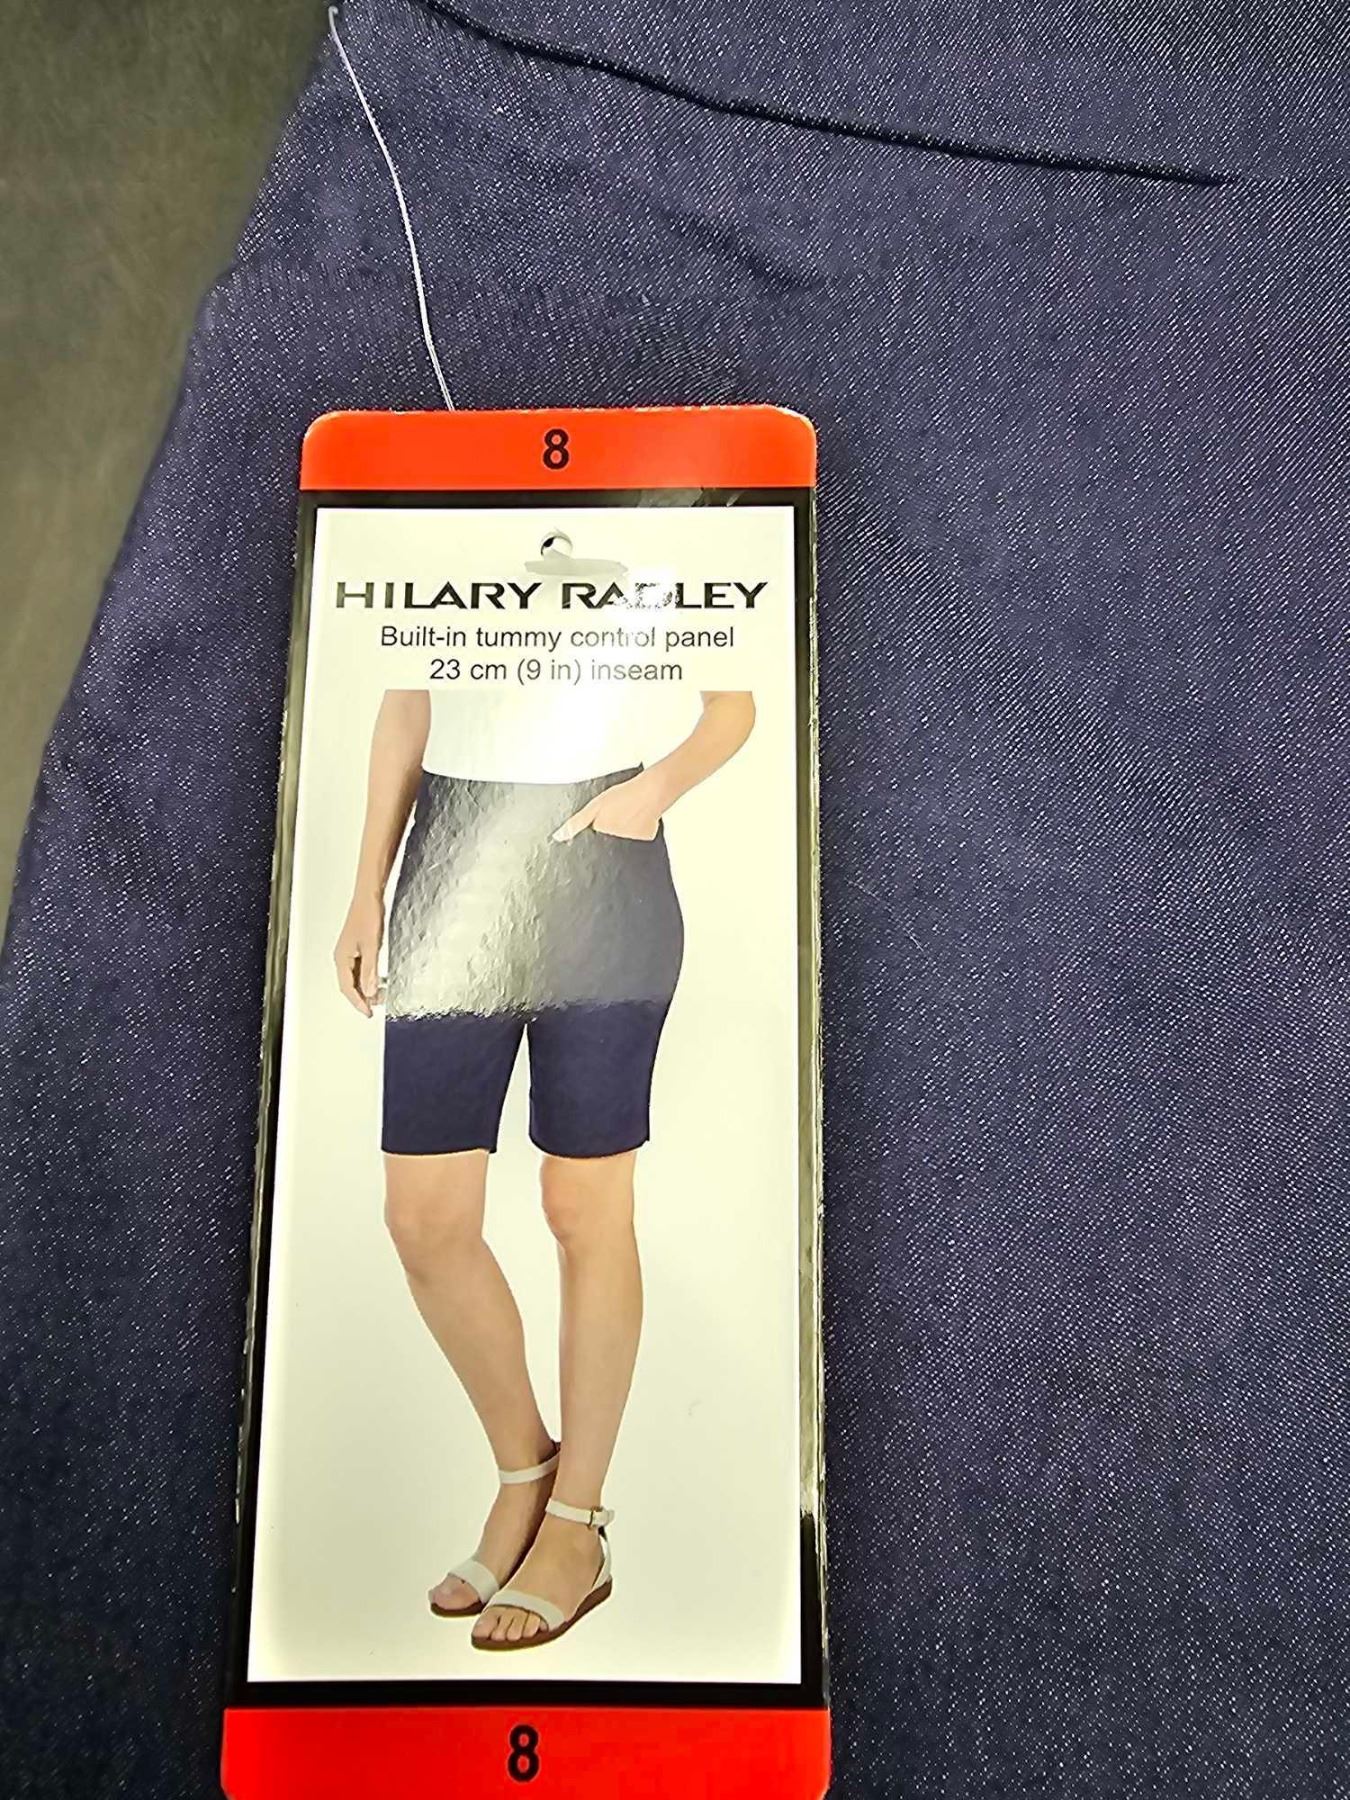 8
HILARY RADLEY
Built-in tummy control panel
23 cm (9 in) inseam
8